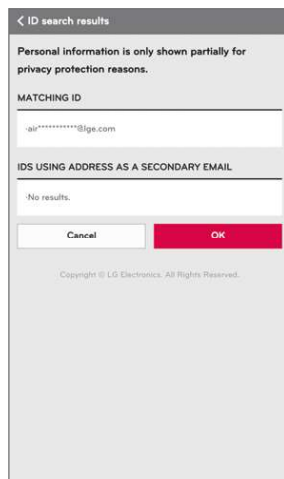 ID search results
Personal information is only shown partially for
privacy protection reasons.
MATCHING ID
·air***********@lge.com
IDS USING ADDRESS AS A SECONDARY EMAIL
·No results.
Cancel
OK
Copyright © LG Electronics. All Rights Reserved.